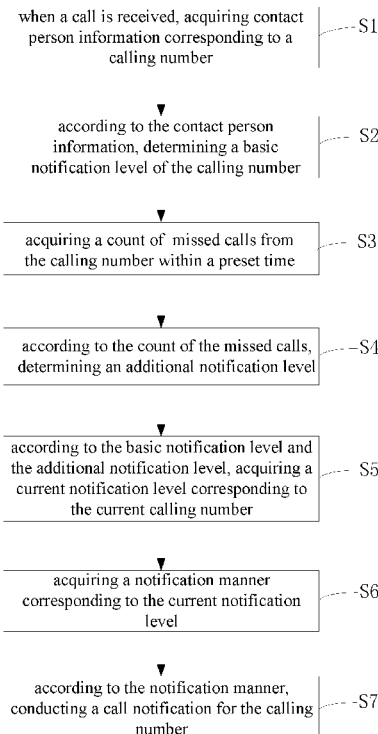 when a call is received, acquiring contact
person information corresponding to a
calling number
S1
according to the contact person
information, determining a basic
notification level of the calling number
S2
acquiring a count of missed calls from
the calling number within a preset time
S3
according to the count of the missed calls,
determining an additional notification level
S4
according to the basic notification level and
the additional notification level, acquiring a
current notification level corresponding to
the current calling number
S5
acquiring a notification manner
corresponding to the current notification
level
S6
according to the notification manner,
conducting a call notification for the calling
number
S7